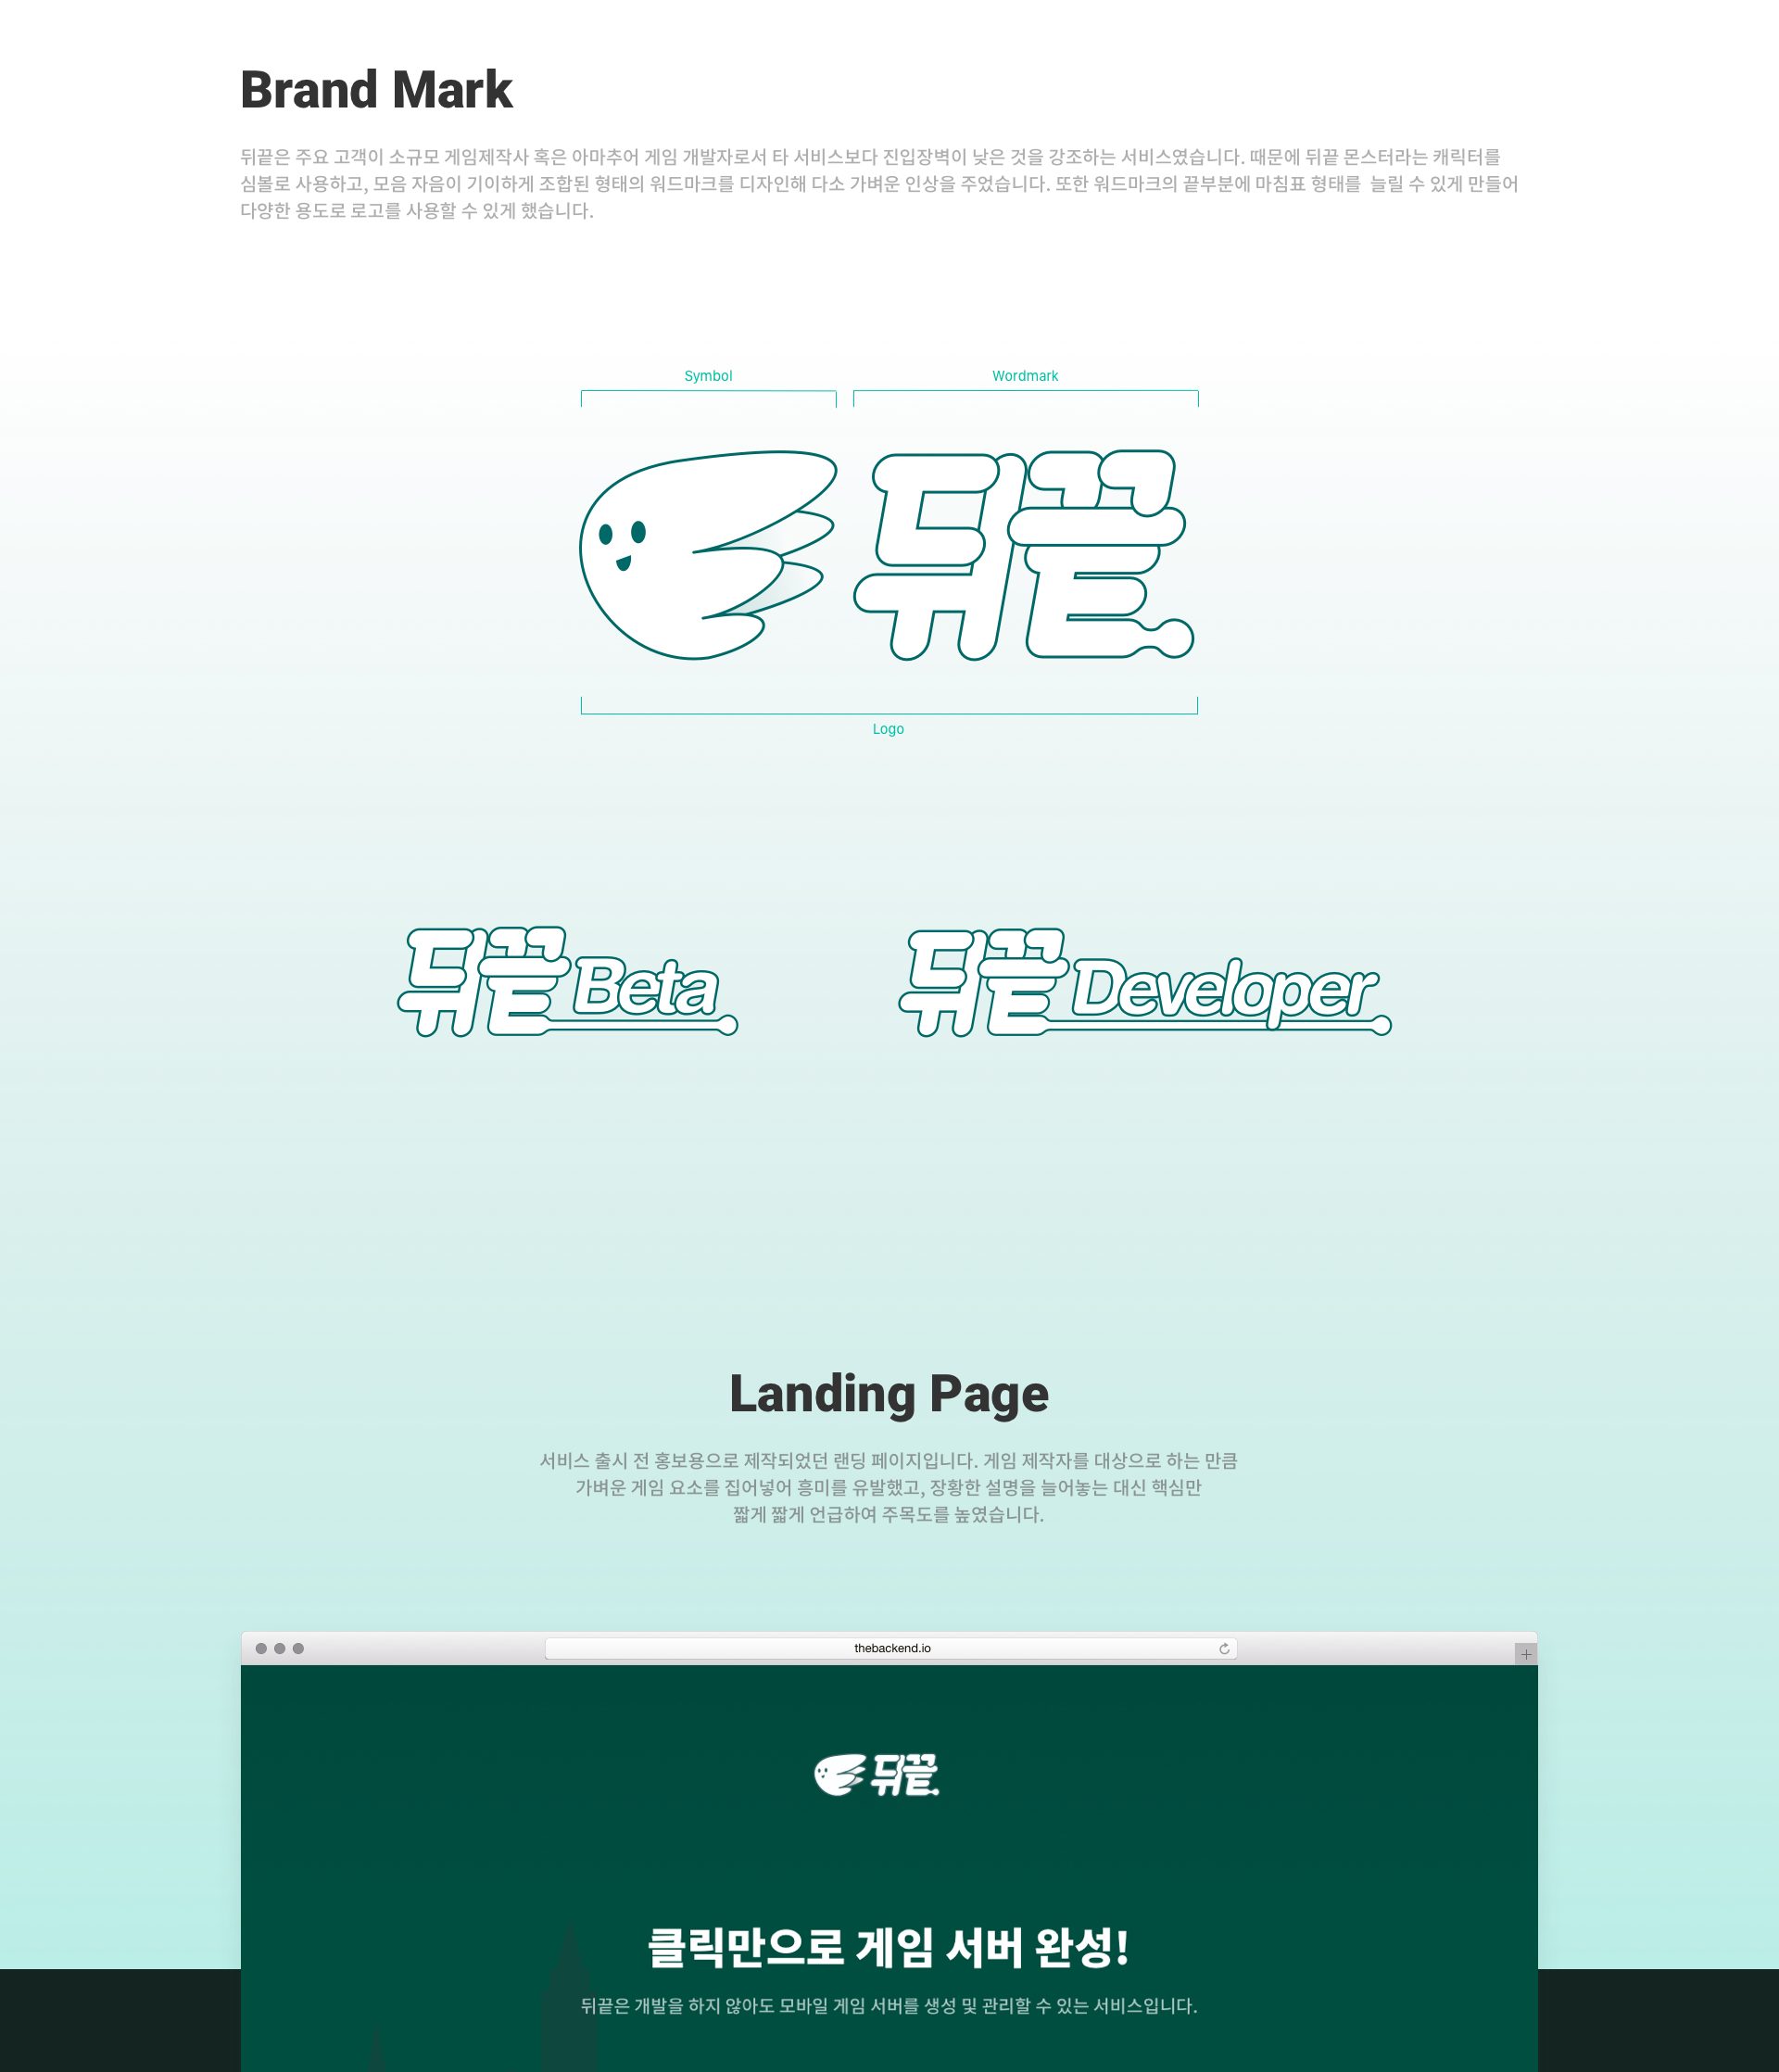 Brand Mark
뒤끝은 주요 고객이 소규모 게임제작사 혹은 아마추어 게임 개발자로서 타 서비스보다 진입장벽이 낮은 것을 강조하는 서비스였습니다. 때문에 뒤끝 몬스터라는 캐릭터를
심볼로 사용하고, 모음 자음이 기이하게 조합된 형태의 워드마크를 디자인해 다소 가벼운 인상을 주었습니다. 또한 워드마크의 끝부분에 마침표 형태를 늘릴 수 있게 만들어
다양한 용도로 로고를 사용할 수 있게 했습니다.
Symbol
Wordmark
뒤끝
Logo
뒤끝 Beta
뒤끝 Developer
Landing Page
서비스 출시 전 홍보용으로 제작되었던 랜딩 페이지입니다. 게임 제작자를 대상으로 하는 만큼
가벼운 게임 요소를 집어넣어 흥미를 유발했고, 장황한 설명을 늘어놓는 대신 핵심만
짧게 짧게 언급하여 주목도를 높였습니다.
thebackend.io
뒤끝
클릭만으로 게임 서버 완성!
뒤끝은 개발을 하지 않아도 모바일 게임 서버를 생성 및 관리할 수 있는 서비스입니다.